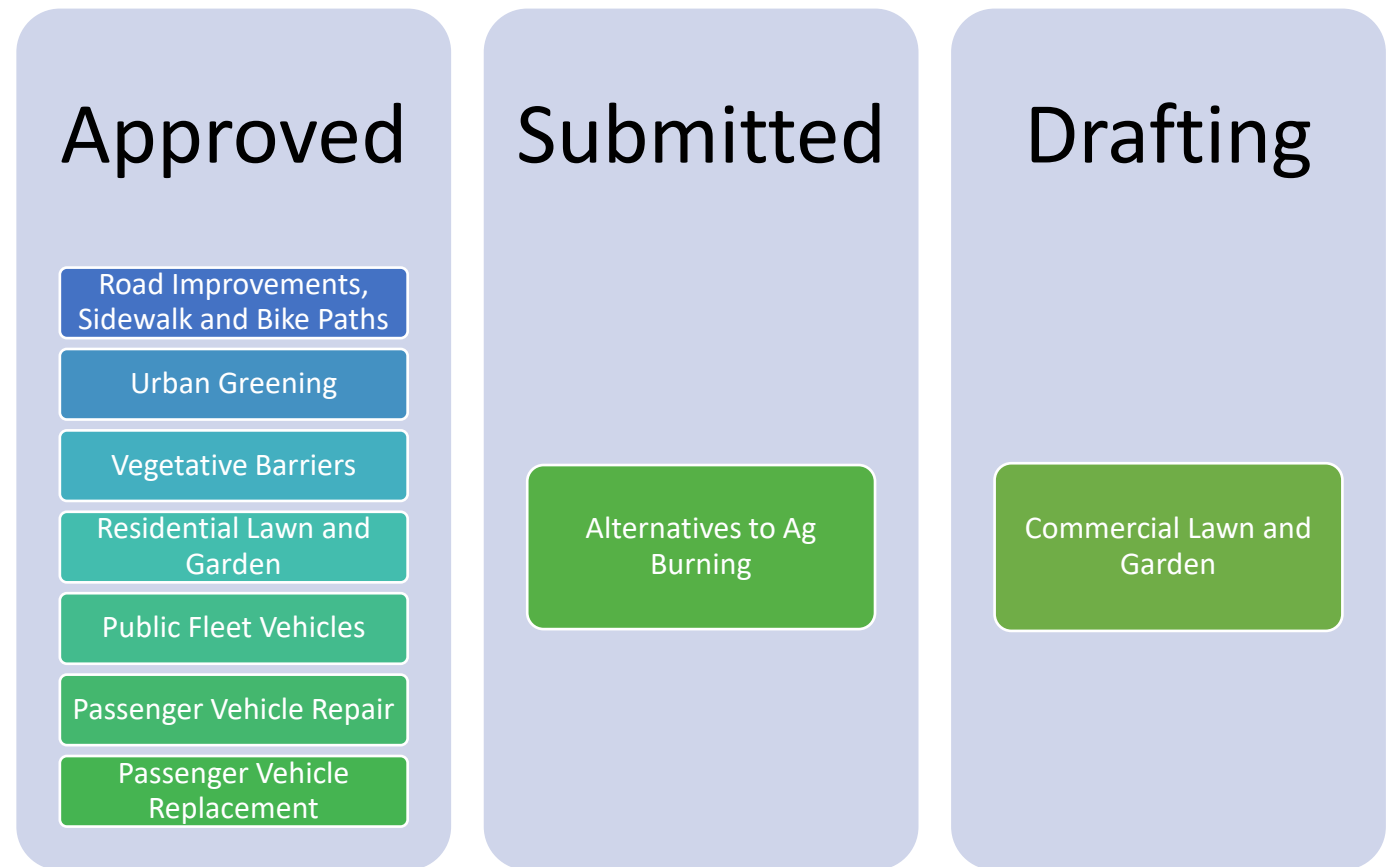 Approved
Road Improvements,
Sidewalk and Bike Paths
Urban Greening
Vegetative Barriers
Residential Lawn and
Garden
Public Fleet Vehicles
Passenger Vehicle Repair
Passenger Vehicle
Replacement
Submitted
Alternatives to Ag
Burning
Drafting
Commercial Lawn and
Garden